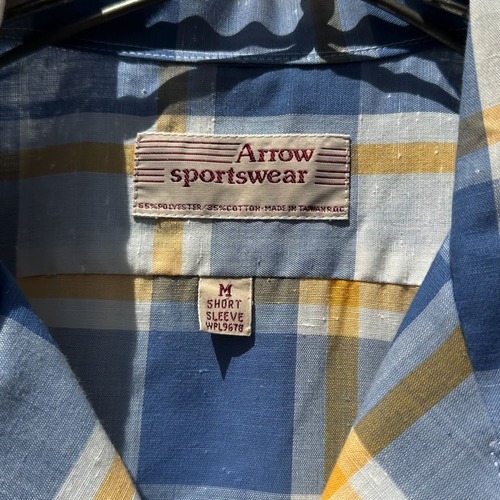 Arrow
sportswear
65% POLYESTER/35% COTTON-MADE IN TAIWAN R.O.C
M
SHORT
SLEEVE
WPL9678